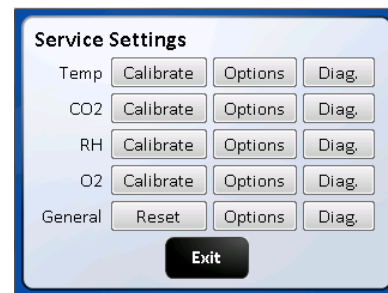 Service Settings
Temp Calibrate Options Diag.
CO2 Calibrate Options Diag.
RH Calibrate Options Diag.
O2 Calibrate Options Diag.
General Reset Options Diag.
Exit